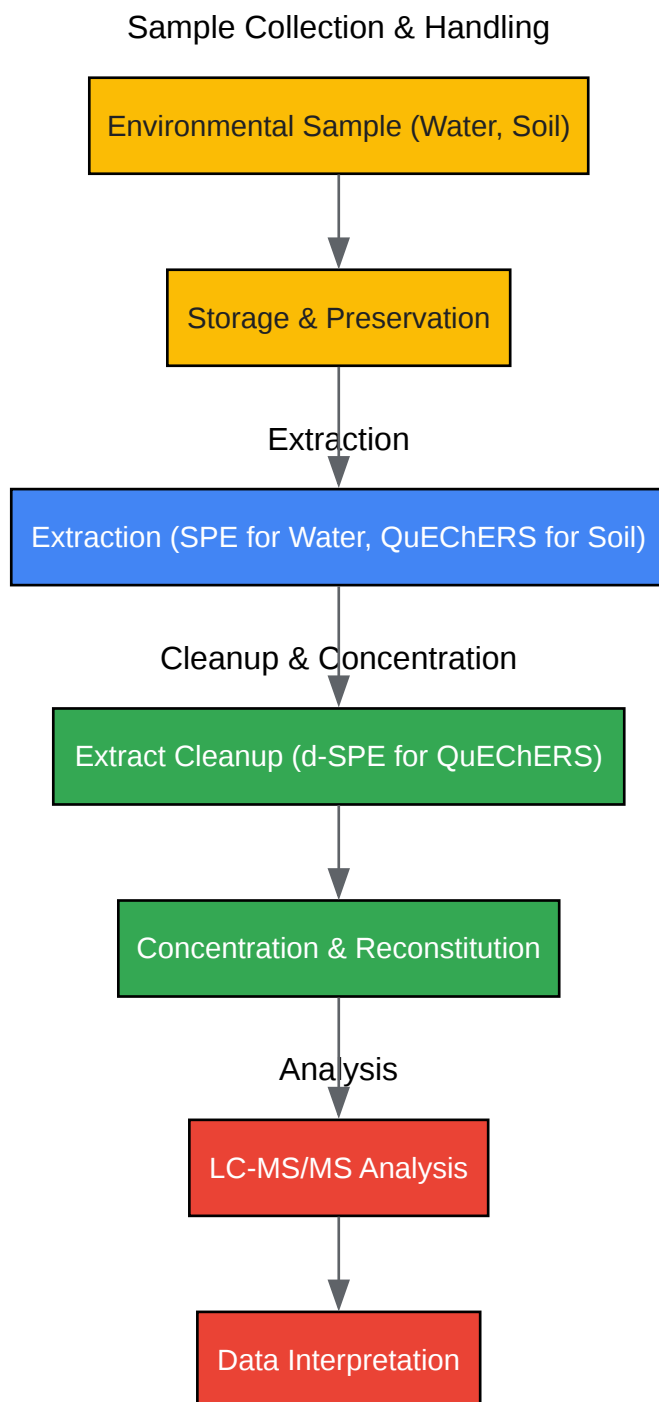 Sample Collection & Handling
Environmental Sample (Water, Soil)
Storage & Preservation
Extraction
Extraction (SPE for Water, QuEChERS for Soil)
Cleanup & Concentration
Extract Cleanup (d-SPE for QuEChERS)
Concentration & Reconstitution
Analysis
LC-MS/MS Analysis
Data Interpretation